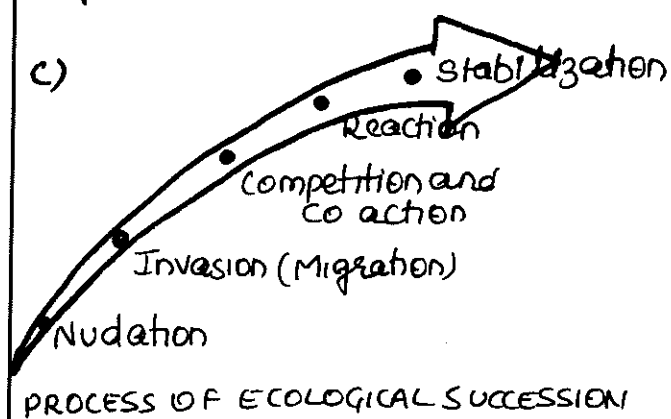 c)
Stabilization
Reaction
Competition and
Co action
Invasion (Migration)
Nudation
PROCESS OF ECOLOGICAL SUCCESSION